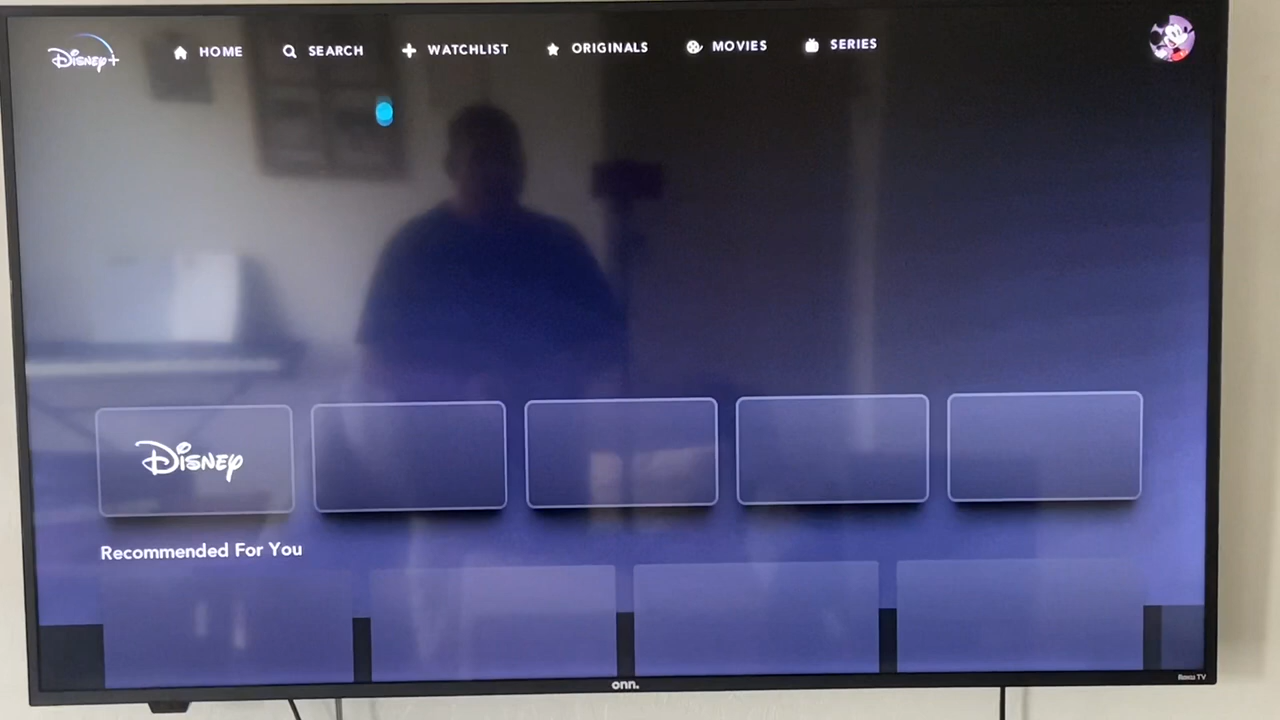 Disney+ HOME SEARCH WATCHLIST ORIGINALS MOVIES SERIES
Disney
Recommended For You
onn.
Roku TV